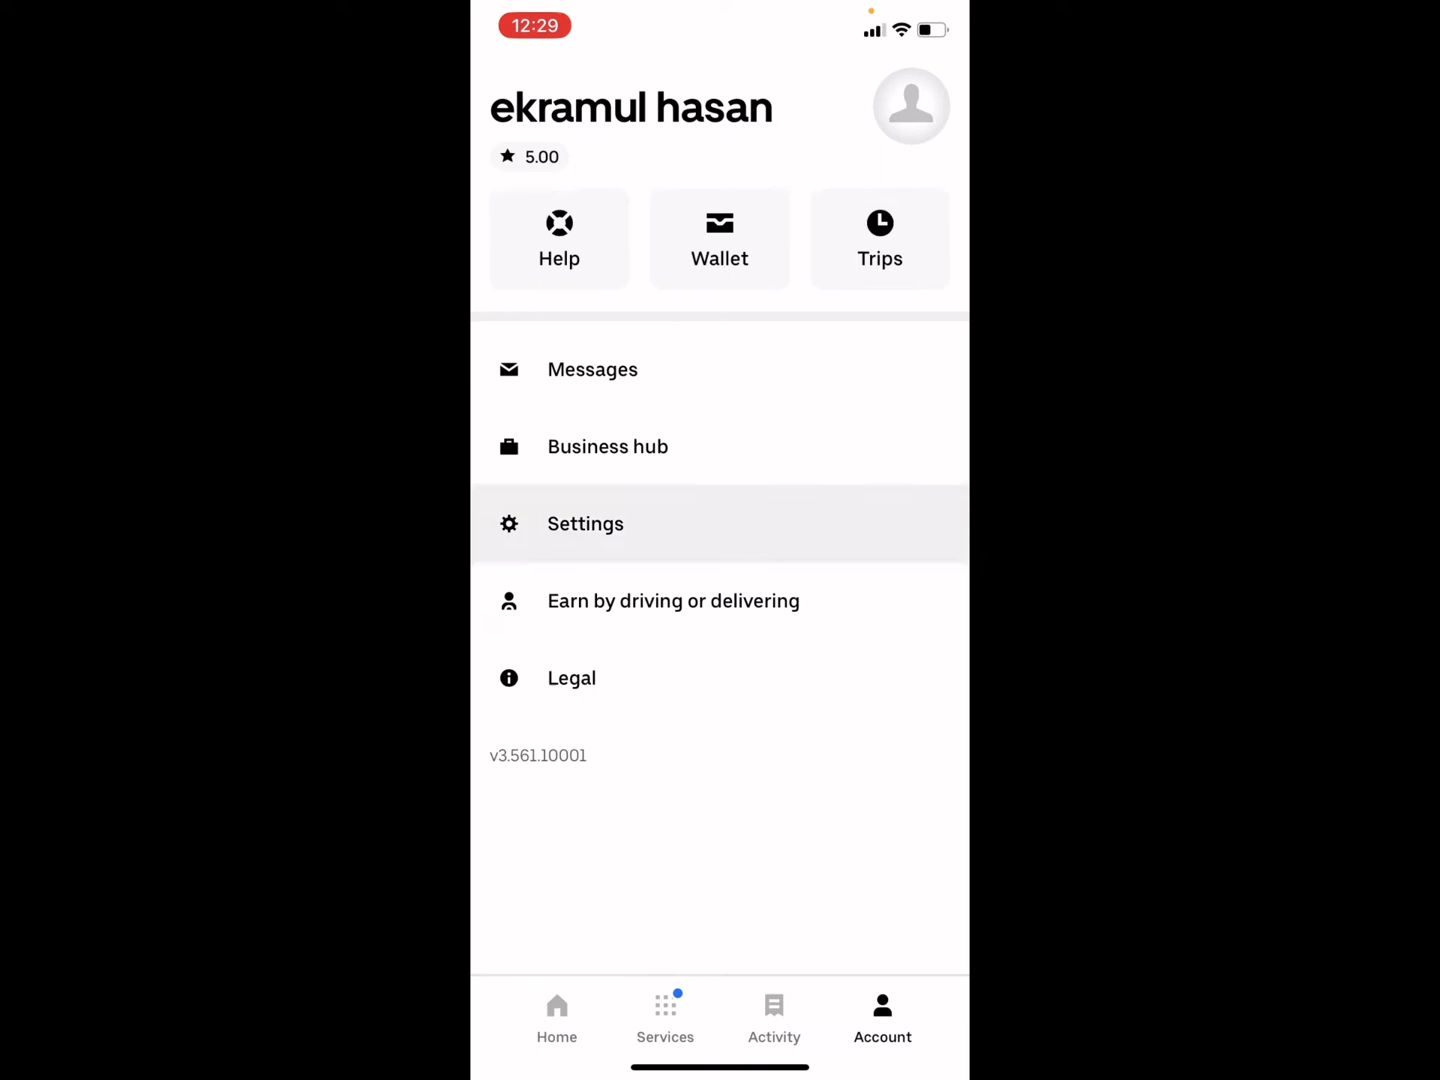 12:29
ekramul hasan
5.00
Help
Wallet
Trips
Messages
Business hub
Settings
Earn by driving or delivering
Legal
v3.561.10001
Home
Services
Activity
Account